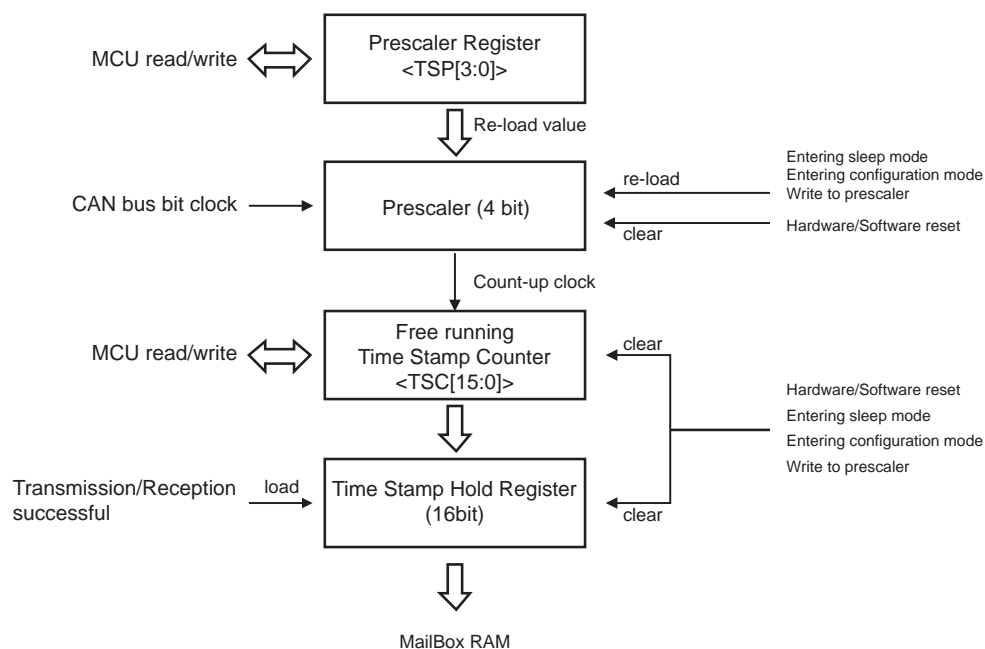 Prescaler Register
<TSP[3:0]>
MCU read/write
Re-load value
CAN bus bit clock
Prescaler (4 bit)
re-load
Entering sleep mode
Entering configuration mode
Write to prescaler
clear
Hardware/Software reset
Count-up clock
MCU read/write
Free running
Time Stamp Counter
<TSC[15:0]>
clear
Hardware/Software reset
Entering sleep mode
Entering configuration mode
Write to prescaler
Transmission/Reception
successful
load
Time Stamp Hold Register
(16bit)
clear
MailBox RAM